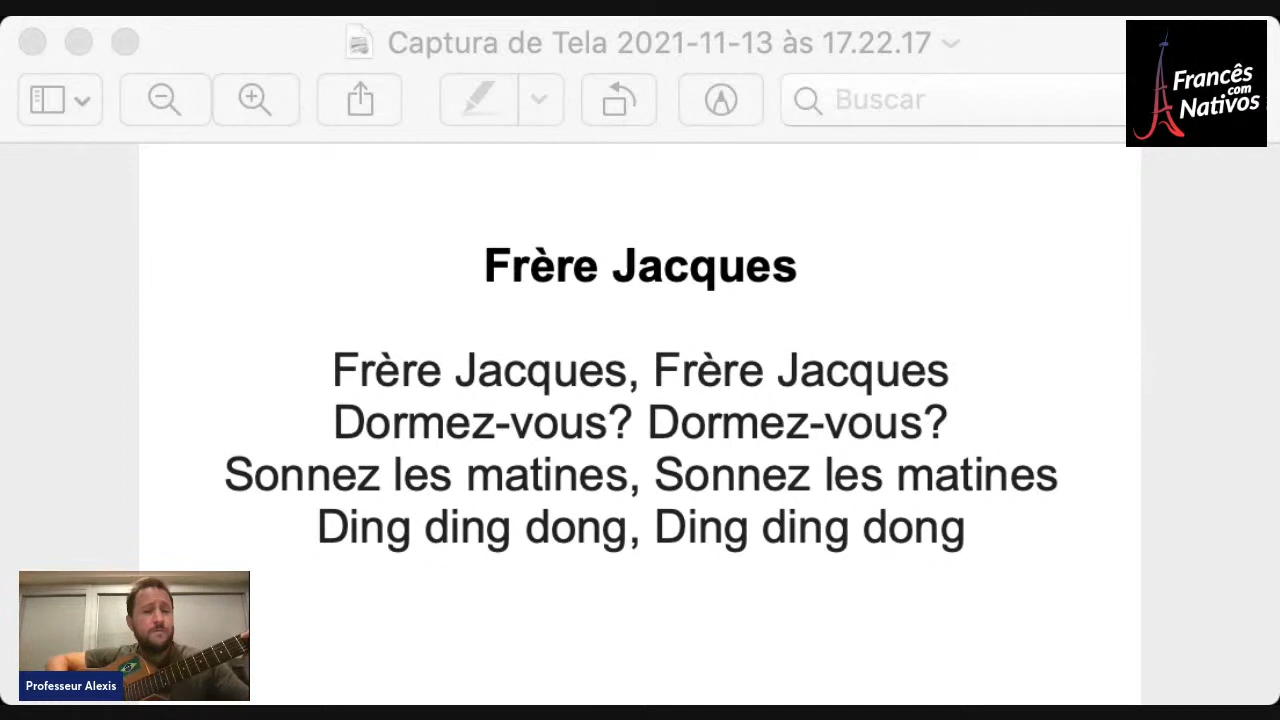 Captura de Tela 2021-11-13 às 17.22.17
Buscar
Francês
com
Nativos
Frère Jacques
Frère Jacques, Frère Jacques
Dormez-vous? Dormez-vous?
Sonnez les matines, Sonnez les matines
Ding ding dong, Ding ding dong
Professeur Alexis